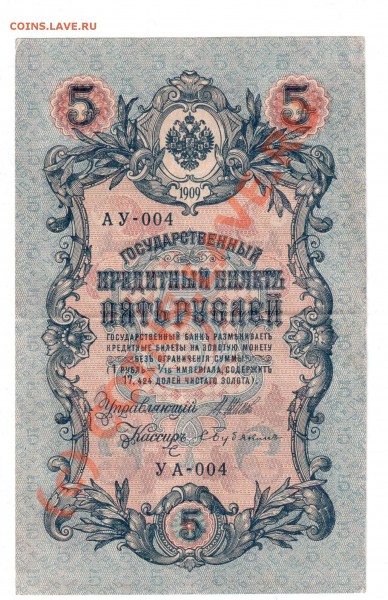 COINS.LAVE.RU
5 5
1909
АУ-004
ГОСУДАРСТВЕННЫЙ
КРЕДИТНЫЙ БИЛЕТЪ
ПЯТЬ РУБЛЕЙ
ГОСУДАРСТВЕННЫЙ БАНКЪ РАЗМѢНИВАЕТЪ
КРЕДИТНЫЕ БИЛЕТЫ НА ЗОЛОТУЮ МОНЕТУ
БЕЗЪ ОГРАНИЧЕНІЯ СУММЫ
(1 РУБЛЬ = 1/15 ИМПЕРІАЛА, СОДЕРЖИТЪ
17,424 ДОЛЕЙ ЧИСТАГО ЗОЛОТА).
Управляющій
Кассиръ
УА-004
5